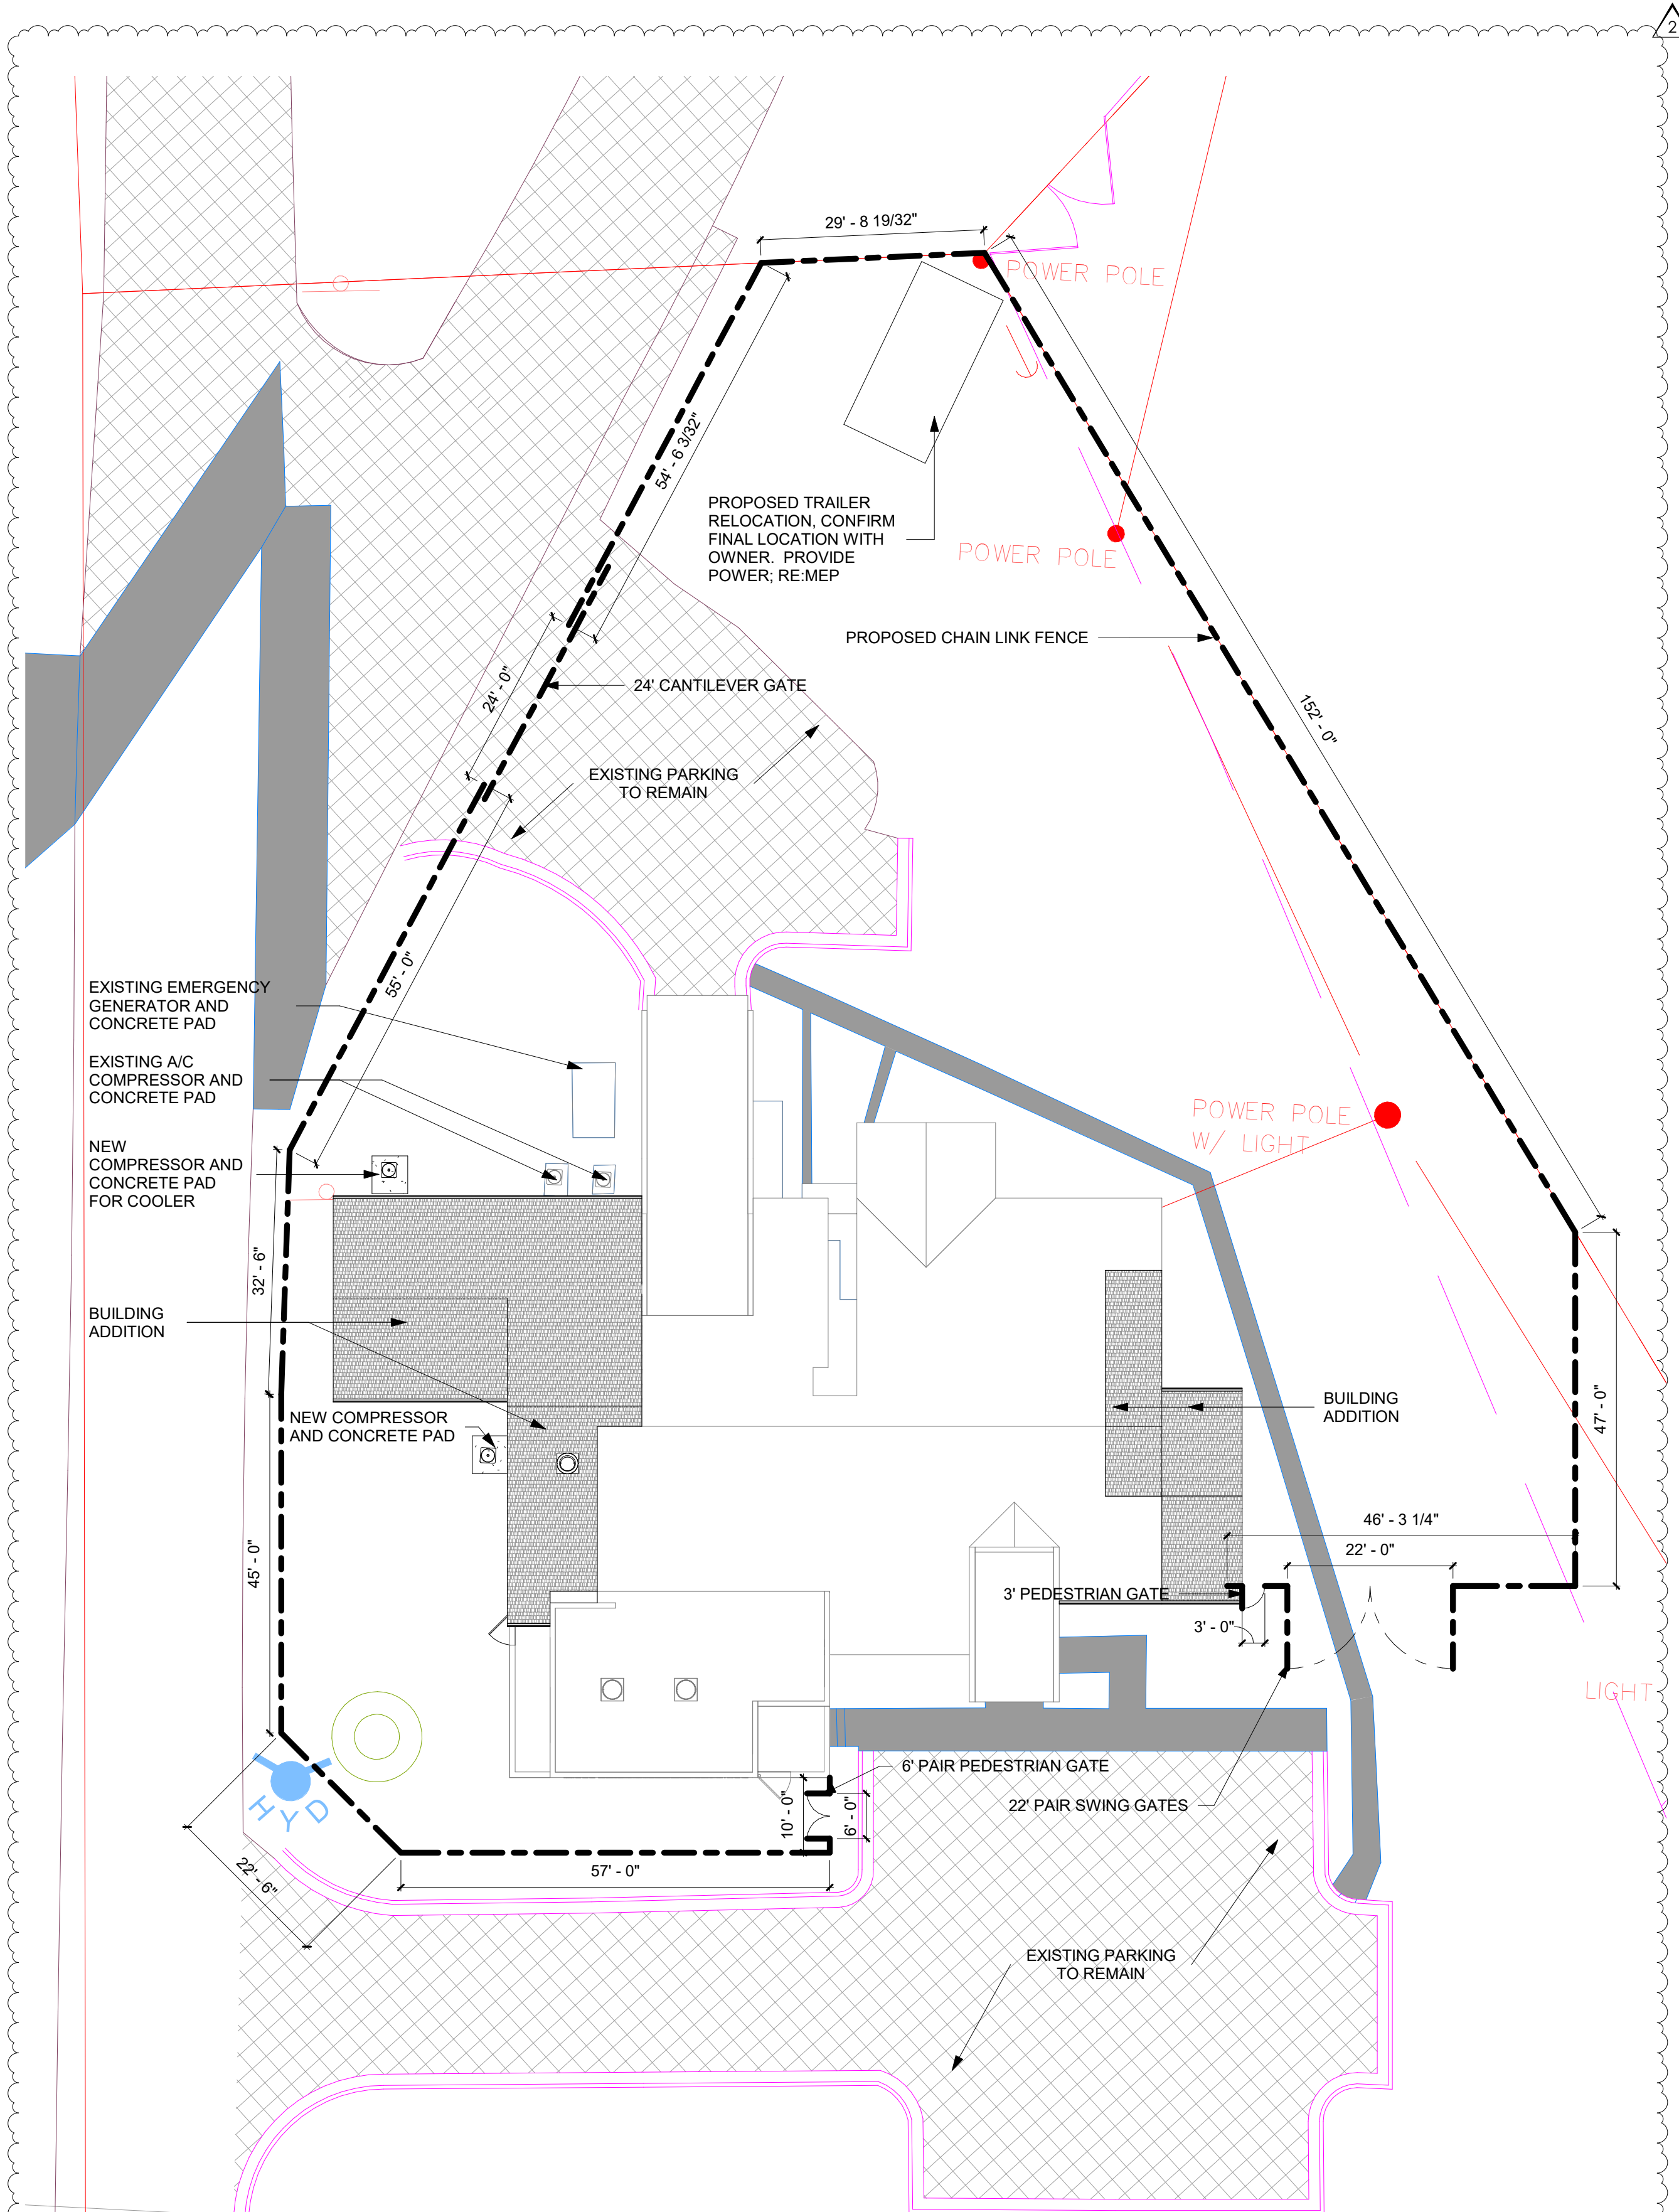 2
29' - 8 19/32"
POWER POLE
54' - 6 3/32"
PROPOSED TRAILER
RELOCATION, CONFIRM
FINAL LOCATION WITH
OWNER.  PROVIDE
POWER; RE:MEP
POWER POLE
PROPOSED CHAIN LINK FENCE
24' - 0"
24' CANTILEVER GATE
152' - 0"
EXISTING PARKING
TO REMAIN
55' - 0"
EXISTING EMERGENCY
GENERATOR AND
CONCRETE PAD
EXISTING A/C
COMPRESSOR AND
CONCRETE PAD
POWER POLE
W/ LIGHT
NEW
COMPRESSOR AND
CONCRETE PAD
FOR COOLER
32' - 6"
BUILDING
ADDITION
BUILDING
ADDITION
47' - 0"
NEW COMPRESSOR
AND CONCRETE PAD
46' - 3 1/4"
22' - 0"
45' - 0"
3' PEDESTRIAN GATE
3' - 0"
LIGHT
HYD
6' PAIR PEDESTRIAN GATE
22' PAIR SWING GATES
10' - 0"
6' - 0"
57' - 0"
22' - 6"
EXISTING PARKING
TO REMAIN